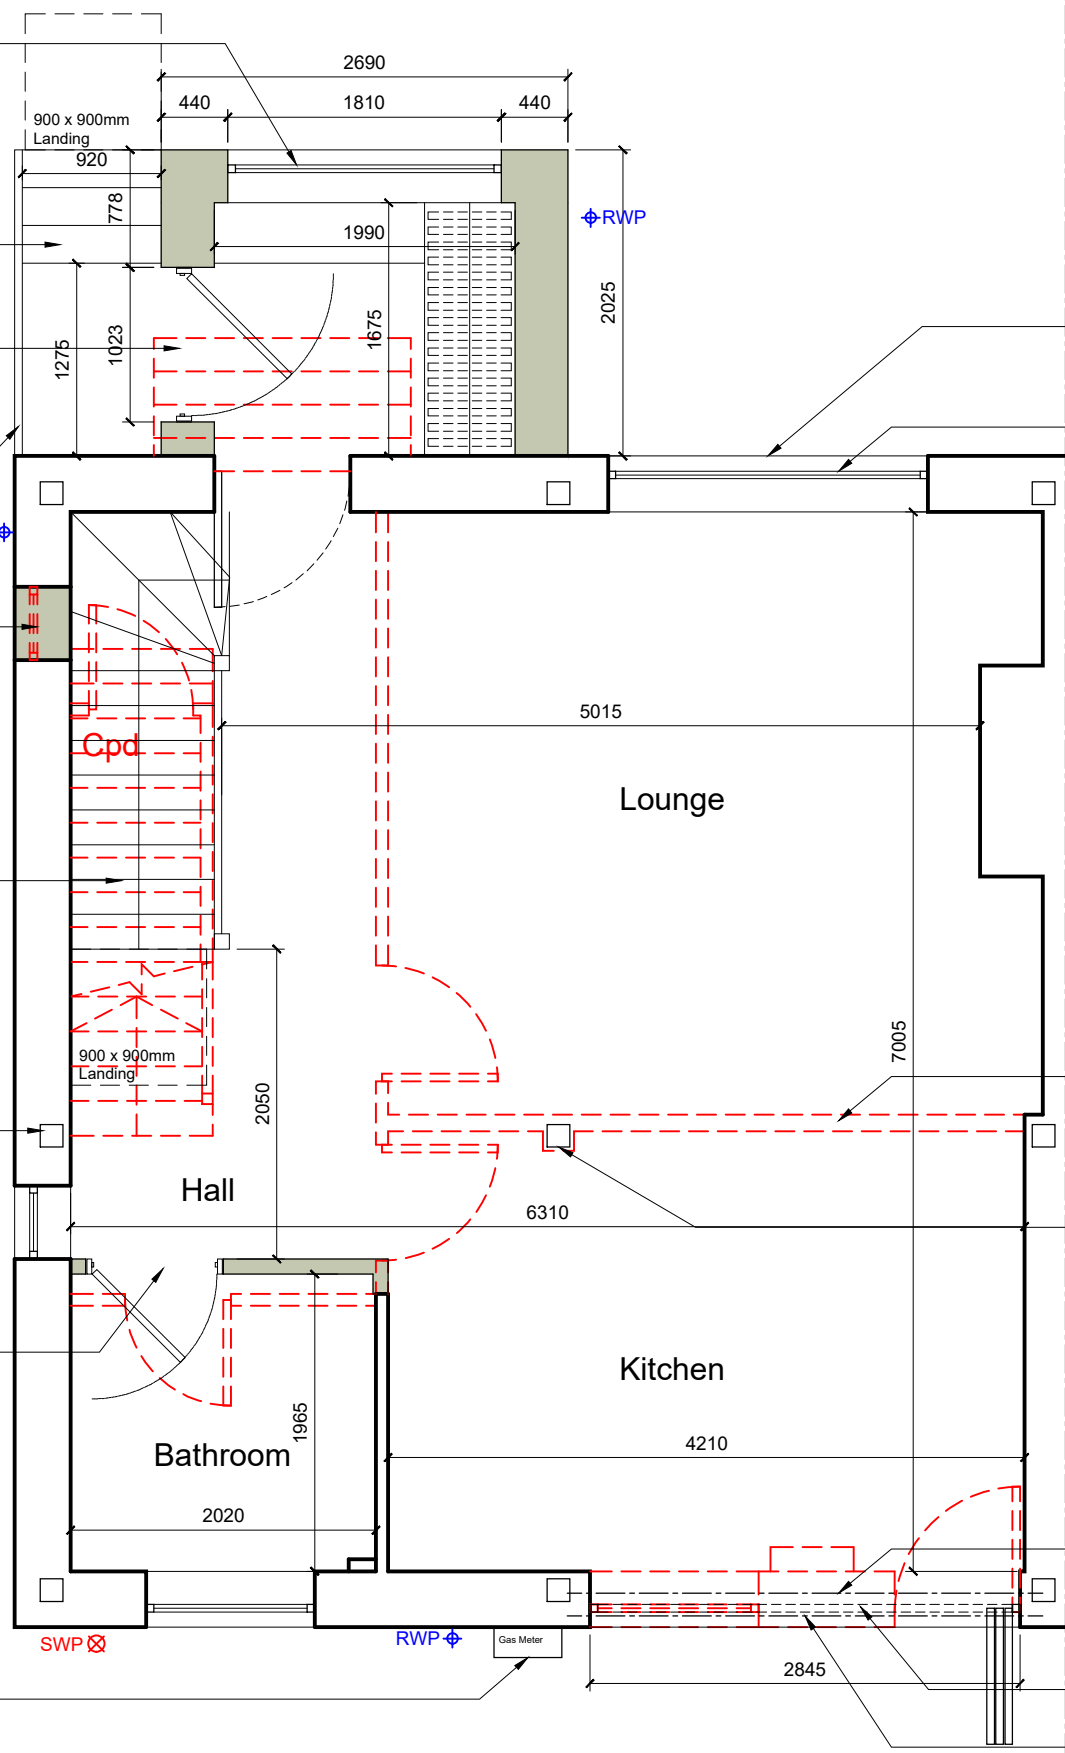 2690
440
1810
440
900 x 900mm
Landing
920
778
RWP
1990
2025
1675
1023
1275
5015
Cpd
Lounge
7005
900 x 900mm
Landing
2050
Hall
6310
Kitchen
1965
4210
Bathroom
2020
SWP
RWP
Gas Meter
2845